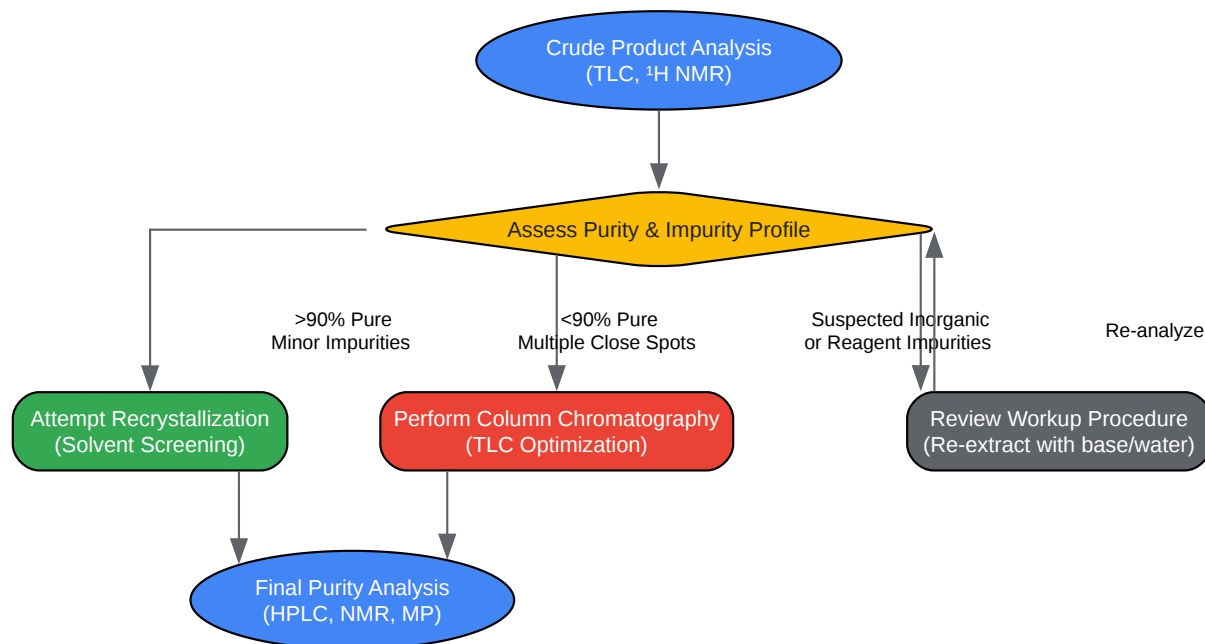 Crude Product Analysis
(TLC, ¹H NMR)
Assess Purity & Impurity Profile
>90% Pure
Minor Impurities
<90% Pure
Multiple Close Spots
Suspected Inorganic
or Reagent Impurities
Re-analyze
Attempt Recrystallization
(Solvent Screening)
Perform Column Chromatography
(TLC Optimization)
Review Workup Procedure
(Re-extract with base/water)
Final Purity Analysis
(HPLC, NMR, MP)